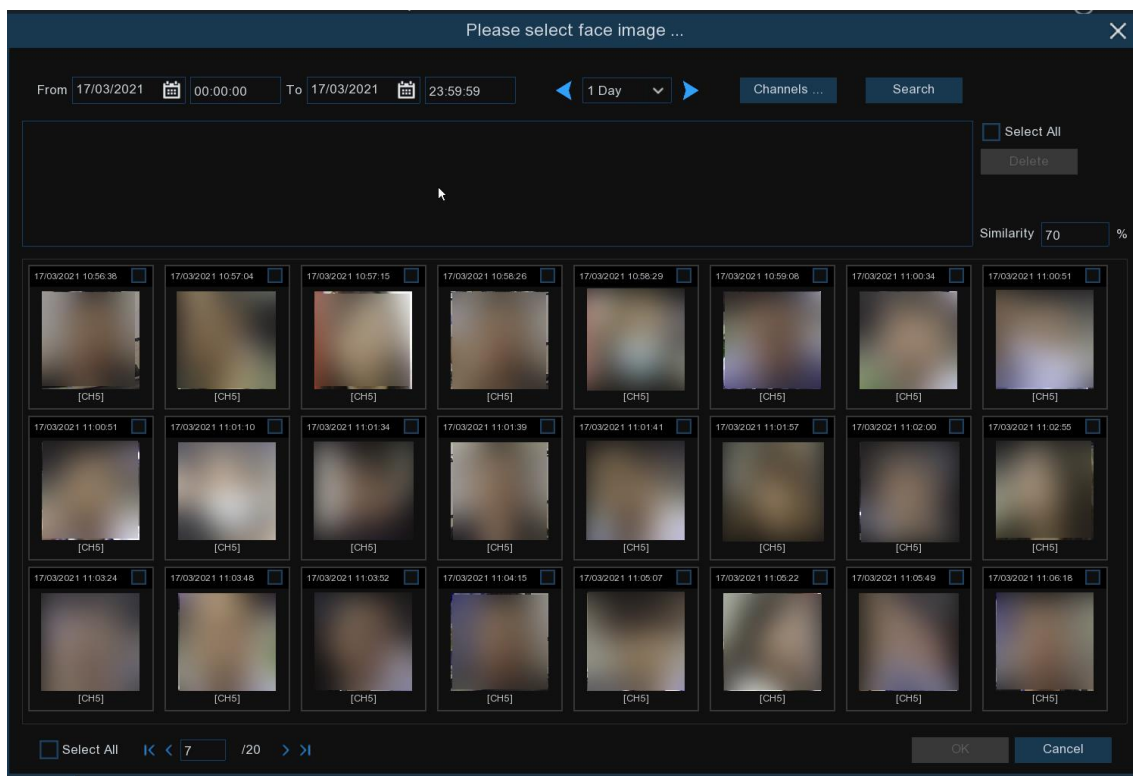 Please select face image ...
From 17/03/2021 00:00:00 To 17/03/2021 23:59:59 1 Day Channels ... Search
Select All
Delete
Similarity 70 %
17/03/2021 10:56:38 17/03/2021 10:57:04 17/03/2021 10:57:15 17/03/2021 10:58:26 17/03/2021 10:58:29 17/03/2021 10:59:08 17/03/2021 11:00:34 17/03/2021 11:00:51
[CH5] [CH5] [CH5] [CH5] [CH5] [CH5] [CH5] [CH5]
17/03/2021 11:00:51 17/03/2021 11:01:10 17/03/2021 11:01:34 17/03/2021 11:01:39 17/03/2021 11:01:41 17/03/2021 11:01:57 17/03/2021 11:02:00 17/03/2021 11:02:55
[CH5] [CH5] [CH5] [CH5] [CH5] [CH5] [CH5] [CH5]
17/03/2021 11:03:24 17/03/2021 11:03:48 17/03/2021 11:03:52 17/03/2021 11:04:15 17/03/2021 11:05:07 17/03/2021 11:05:22 17/03/2021 11:05:49 17/03/2021 11:06:18
[CH5] [CH5] [CH5] [CH5] [CH5] [CH5] [CH5] [CH5]
Select All 7 /20 OK Cancel